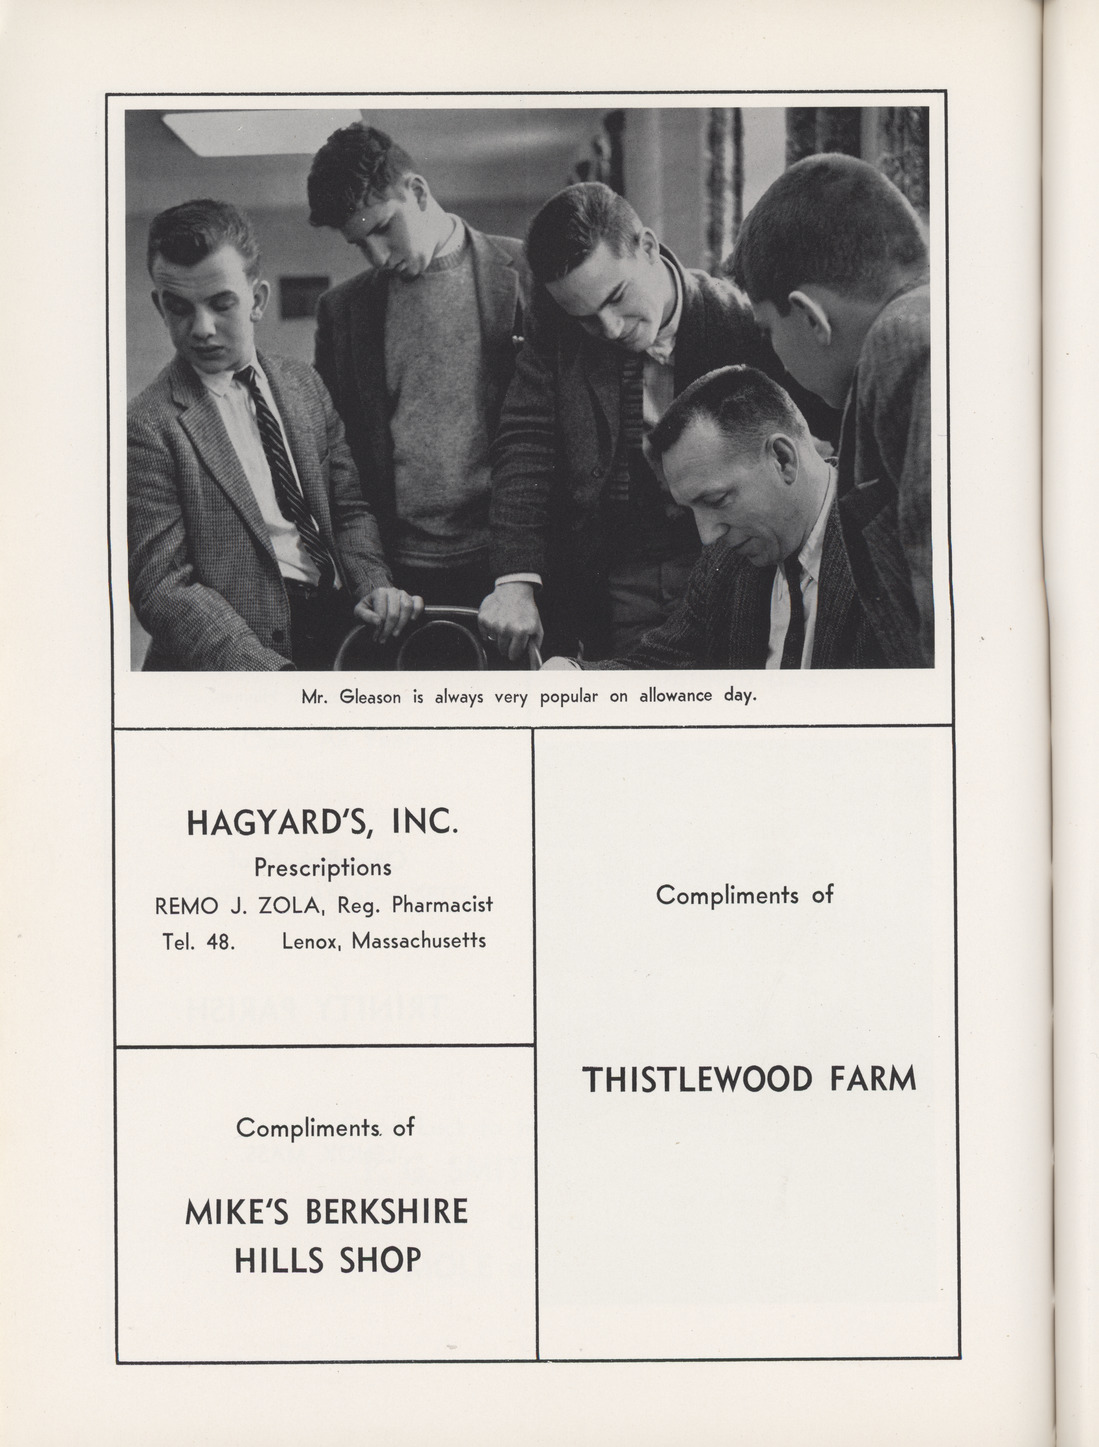 Mr. Gleason is always very popular on allowance day.
HAGYARD'S, INC.
Prescriptions
REMO J. ZOLA, Reg. Pharmacist
Tel. 48. Lenox, Massachusetts
Compliments of
MIKE'S BERKSHIRE
HILLS SHOP
Compliments of
THISTLEWOOD FARM